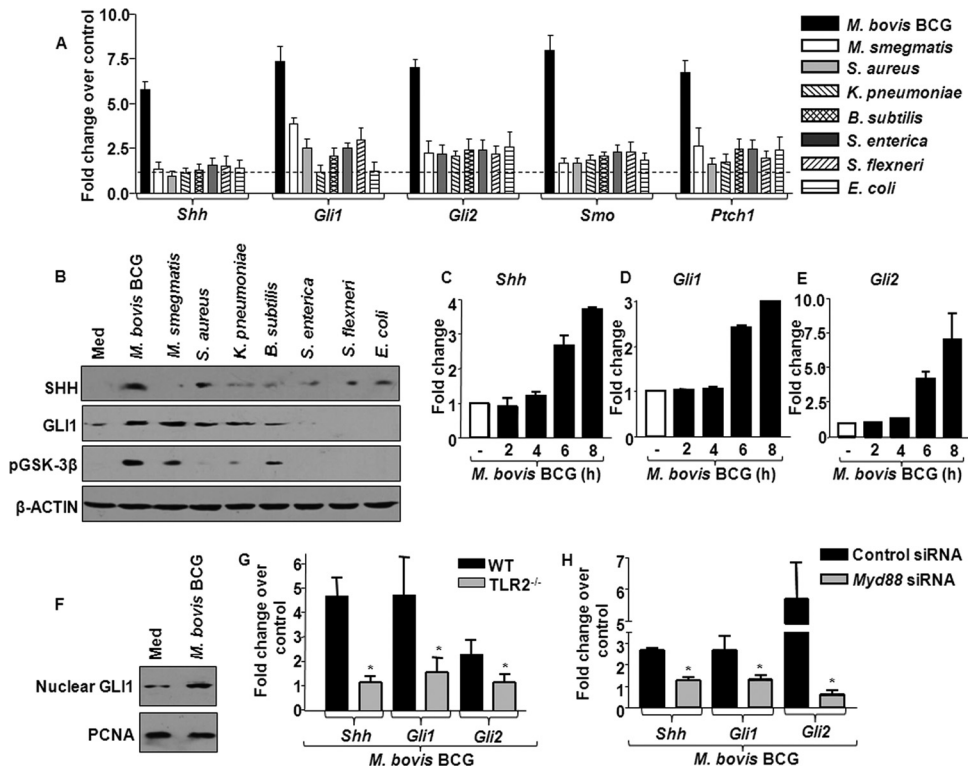 A
Fold change over control
10.0
7.5
5.0
2.5
0.0
Shh
Gli1
Gli2
Smo
Ptch1
M. bovis BCG
M. smegmatis
S. aureus
K. pneumoniae
B. subtilis
S. enterica
S. flexneri
E. coli
B
Med
M. bovis BCG
M. smegmatis
S. aureus
K. pneumoniae
B. subtilis
S. enterica
S. flexneri
E. coli
SHH
GLI1
pGSK-3β
β-ACTIN
C
Shh
Fold change
4
2
0
- 2 4 6 8
M. bovis BCG (h)
D
Gli1
Fold change
3
2
1
0
- 2 4 6 8
M. bovis BCG (h)
E
Gli2
Fold change
10.0
7.5
5.0
2.5
0
- 2 4 6 8
M. bovis BCG (h)
F
Med
M. bovis BCG
Nuclear GLI1
PCNA
G
Fold change over
control
6
5
4
3
2
1
0
WT
TLR2-/-
*
*
*
Shh
Gli1
Gli2
M. bovis BCG
H
Fold change over
control
7
6
5
3
2
1
0
Control siRNA
Myd88 siRNA
*
*
*
Shh
Gli1
Gli2
M. bovis BCG